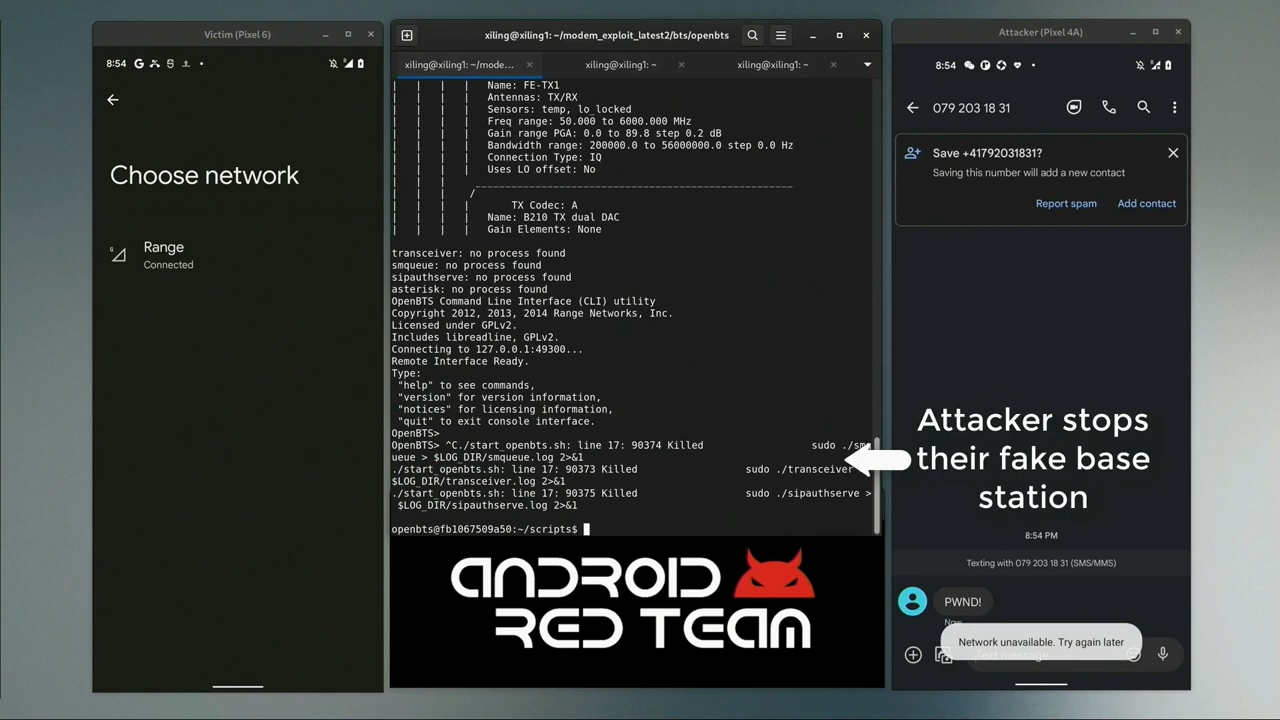 Victim (Pixel 6)
8:54
Choose network
Range
Connected
xiling@xiling1: ~/modem_exploit_latest2/bts/openbts
xiling@xiling1: ~/mode...
xiling@xiling1: ~
xiling@xiling1: ~
| | | | Name: FE-TX1
| | | | Antennas: TX/RX
| | | | Sensors: temp, lo_locked
| | | | Freq range: 50.000 to 6000.000 MHz
| | | | Gain range PGA: 0.0 to 89.8 step 0.2 dB
| | | | Bandwidth range: 200000.0 to 56000000.0 step 0.0 Hz
| | | | Connection Type: IQ
| | | | Uses LO offset: No
| | | _____________________________________________________
| | | /
| | | | TX Codec: A
| | | | Name: B210 TX dual DAC
| | | | Gain Elements: None
transceiver: no process found
smqueue: no process found
sipauthserve: no process found
asterisk: no process found
OpenBTS Command Line Interface (CLI) utility
Copyright 2012, 2013, 2014 Range Networks, Inc.
Licensed under GPLv2.
Includes libreadline, GPLv2.
Connecting to 127.0.0.1:49300...
Remote Interface Ready.
Type:
"help" to see commands,
"version" for version information,
"notices" for licensing information,
"quit" to exit console interface.
OpenBTS>
OpenBTS> ^C./start_openbts.sh: line 17: 90374 Killed sudo ./smq
ueue > $LOG_DIR/smqueue.log 2>&1
./start_openbts.sh: line 17: 90373 Killed sudo ./transceiver
$LOG_DIR/transceiver.log 2>&1
./start_openbts.sh: line 17: 90375 Killed sudo ./sipauthserve >
$LOG_DIR/sipauthserve.log 2>&1
openbts@fb1067509a50:~/scripts$
ANDROID
RED TEAM
Attacker (Pixel 4A)
8:54
079 203 18 31
Save +41792031831?
Saving this number will add a new contact
Report spam Add contact
Attacker stops
their fake base
station
8:54 PM
Texting with 079 203 18 31 (SMS/MMS)
PWND!
Now
Network unavailable. Try again later